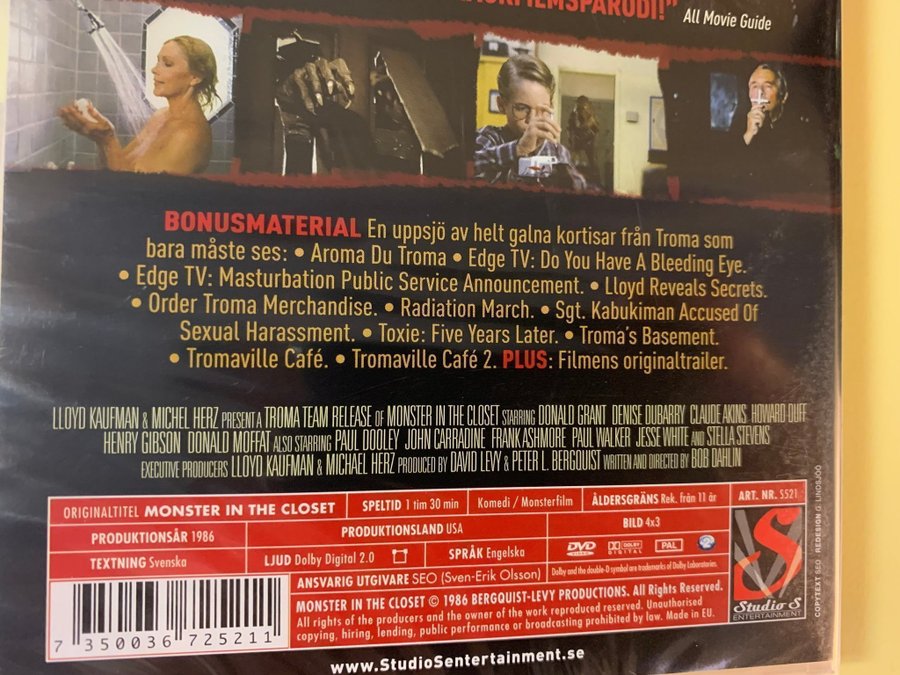 SKRÄCKFILMSPARODI!" All Movie Guide
BONUSMATERIAL En uppsjö av helt galna kortisar från Troma som
bara måste ses: • Aroma Du Troma • Edge TV: Do You Have A Bleeding Eye.
• Edge TV: Masturbation Public Service Announcement. • Lloyd Reveals Secrets.
• Order Troma Merchandise. • Radiation March. • Sgt. Kabukiman Accused Of
Sexual Harassment. • Toxie: Five Years Later. • Troma's Basement.
• Tromaville Café. • Tromaville Café 2. PLUS: Filmens originaltrailer.
LLOYD KAUFMAN & MICHEL HERZ PRESENT A TROMA TEAM RELEASE OF MONSTER IN THE CLOSET STARRING DONALD GRANT DENISE DUBARRY CLAUDE AKINS HOWARD DUFF
HENRY GIBSON DONALD MOFFAT ALSO STARRING PAUL DOOLEY JOHN CARRADINE FRANK ASHMORE PAUL WALKER JESSE WHITE AND STELLA STEVENS
EXECUTIVE PRODUCERS LLOYD KAUFMAN & MICHAEL HERZ PRODUCED BY DAVID LEVY & PETER L. BERGQUIST WRITTEN AND DIRECTED BY BOB DAHLIN
ORIGINALTITEL MONSTER IN THE CLOSET SPELTID 1 tim 30 min Komedi / Monsterfilm ÅLDERSGRÄNS Rek. från 11 år ART. NR. S521
PRODUKTIONSÅR 1986 PRODUKTIONSLAND USA BILD 4x3
TEXTNING Svenska LJUD Dolby Digital 2.0 SPRÅK Engelska DVD VIDEO DOLBY DIGITAL PAL
ANSVARIG UTGIVARE SEO (Sven-Erik Olsson) Dolby and the double-D symbol are trademarks of Dolby Laboratories.
MONSTER IN THE CLOSET © 1986 BERGQUIST-LEVY PRODUCTIONS. All Rights Reserved.
All rights of the producers and the owner of the work reproduced reserved. Unauthorised
copying, hiring, lending, public performance or broadcasting prohibited by law. Made in EU.
7 350036 725211
S
Studio S
ENTERTAINMENT
COPYTEXT SEO - REDESIGN G. LINDSJÖÖ
www.StudioSentertainment.se